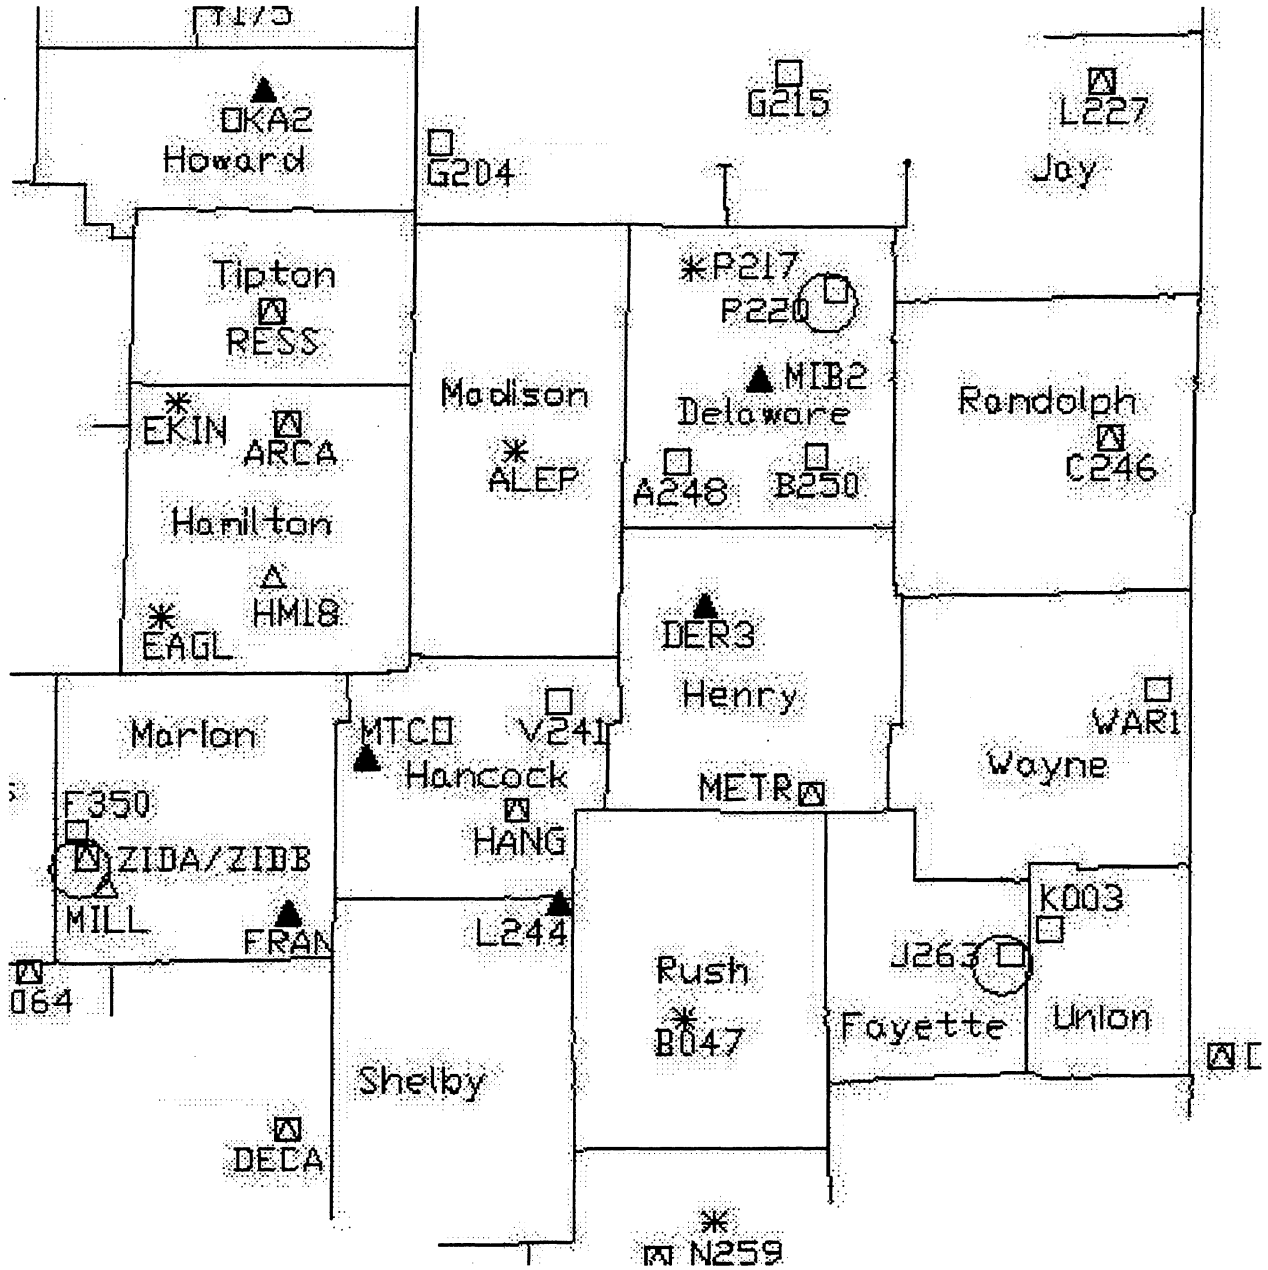 G215
OKA2
L227
Howard
G204
Jay
Tipton
P217
RESS
P220
Madison
MIB2
Randolph
EKIN
Delaware
ARCA
ALEP
C246
A248
B250
Hamilton
HM18
DER3
EAGL
Henry
Marion
MTCO
V241
WAR1
Hancock
Wayne
F350
METR
HANG
ZIDA/ZIDB
K003
MILL
FRAN
L244
J263
Rush
064
B047
Fayette
Union
Shelby
DECA
N259